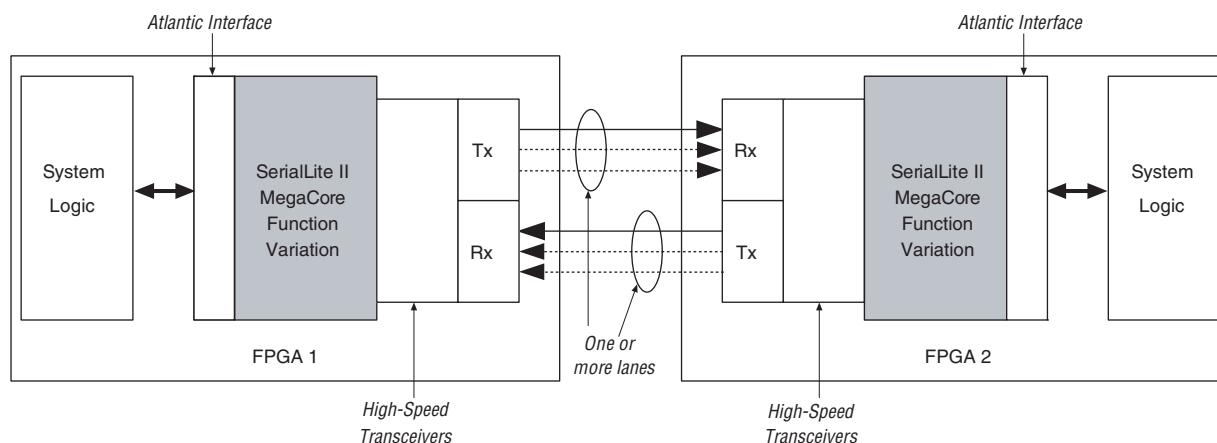 Atlantic Interface
Atlantic Interface
System
Logic
SerialLite II
MegaCore
Function
Variation
Tx
Rx
FPGA 1
High-Speed
Transceivers
One or
more lanes
Rx
Tx
SerialLite II
MegaCore
Function
Variation
System
Logic
FPGA 2
High-Speed
Transceivers